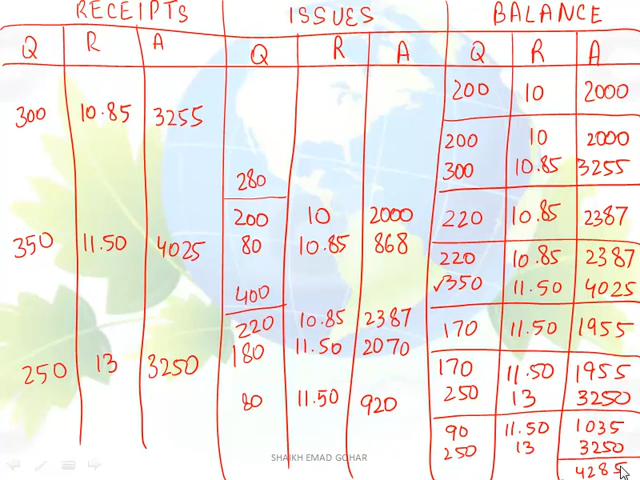 RECEIPTS ISSUES BALANCE
Q R A Q R A Q R A
200 10 2000
300 10.85 3255
200 10 2000
300 10.85 3255
280
200 10 2000 220 10.85 2387
350 11.50 4025 80 10.85 868
220 10.85 2387
√350 11.50 4025
400
220 10.85 2387 170 11.50 1955
180 11.50 2070
250 13 3250 170 11.50 1955
250 13 3250
80 11.50 920
90 11.50 1035
250 13 3250
4285
SHAIKH EMAD GOHAR